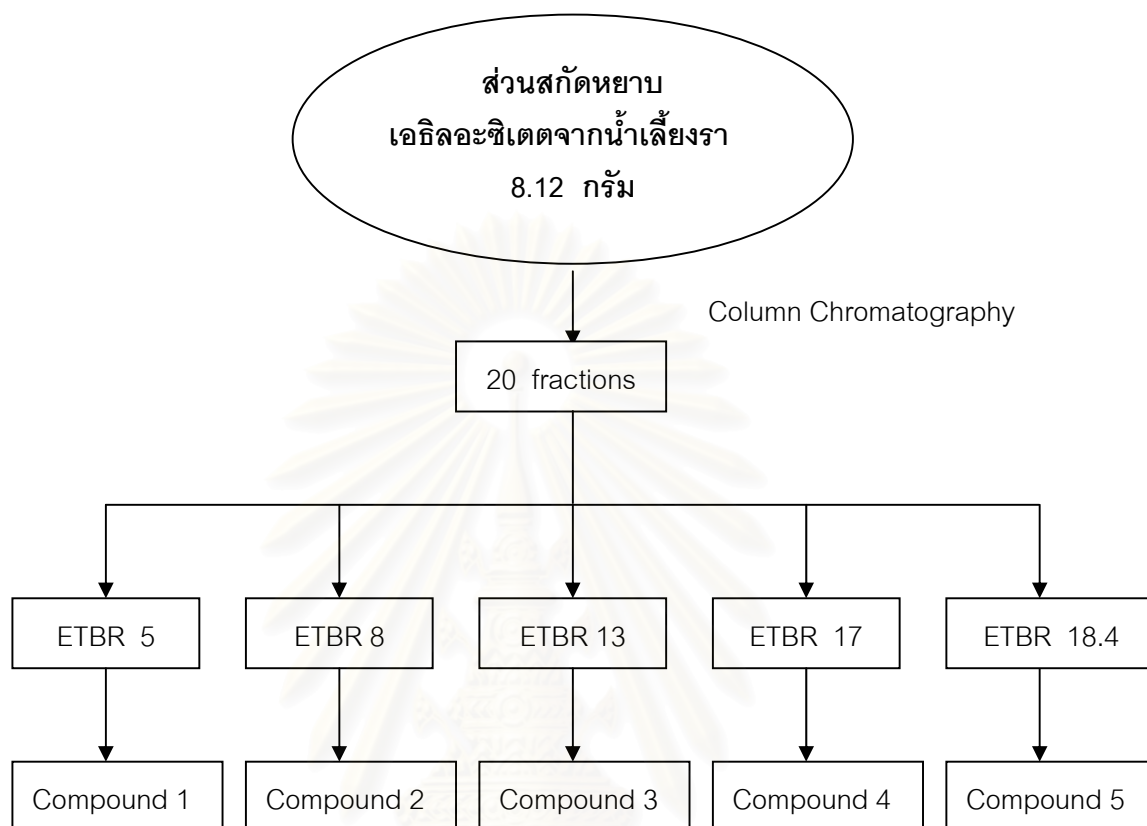 ส่วนสกัดหยาบ
เอธิลอะซิเตตจากน้ำเลี้ยงรา
8.12 กรัม
Column Chromatography
20 fractions
ETBR 5
ETBR 8
ETBR 13
ETBR 17
ETBR 18.4
Compound 1
Compound 2
Compound 3
Compound 4
Compound 5